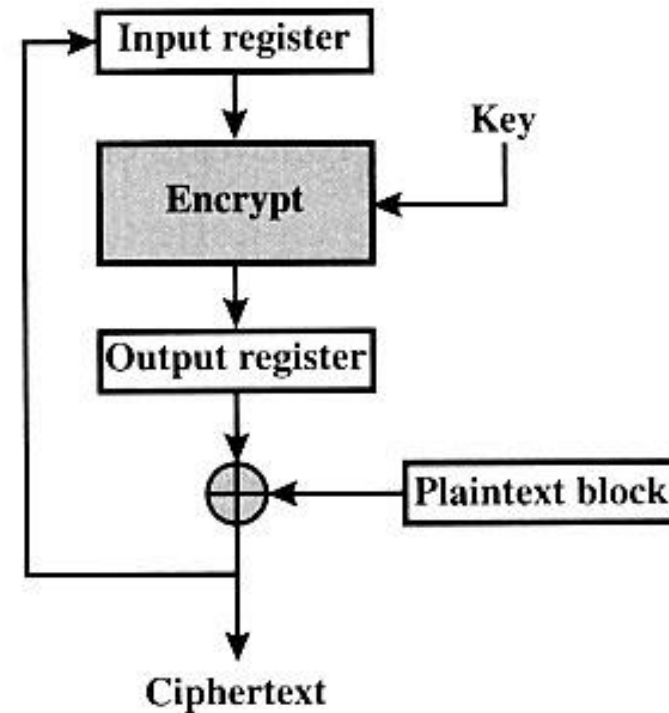 Input register
Key
Encrypt
Output register
Plaintext block
Ciphertext